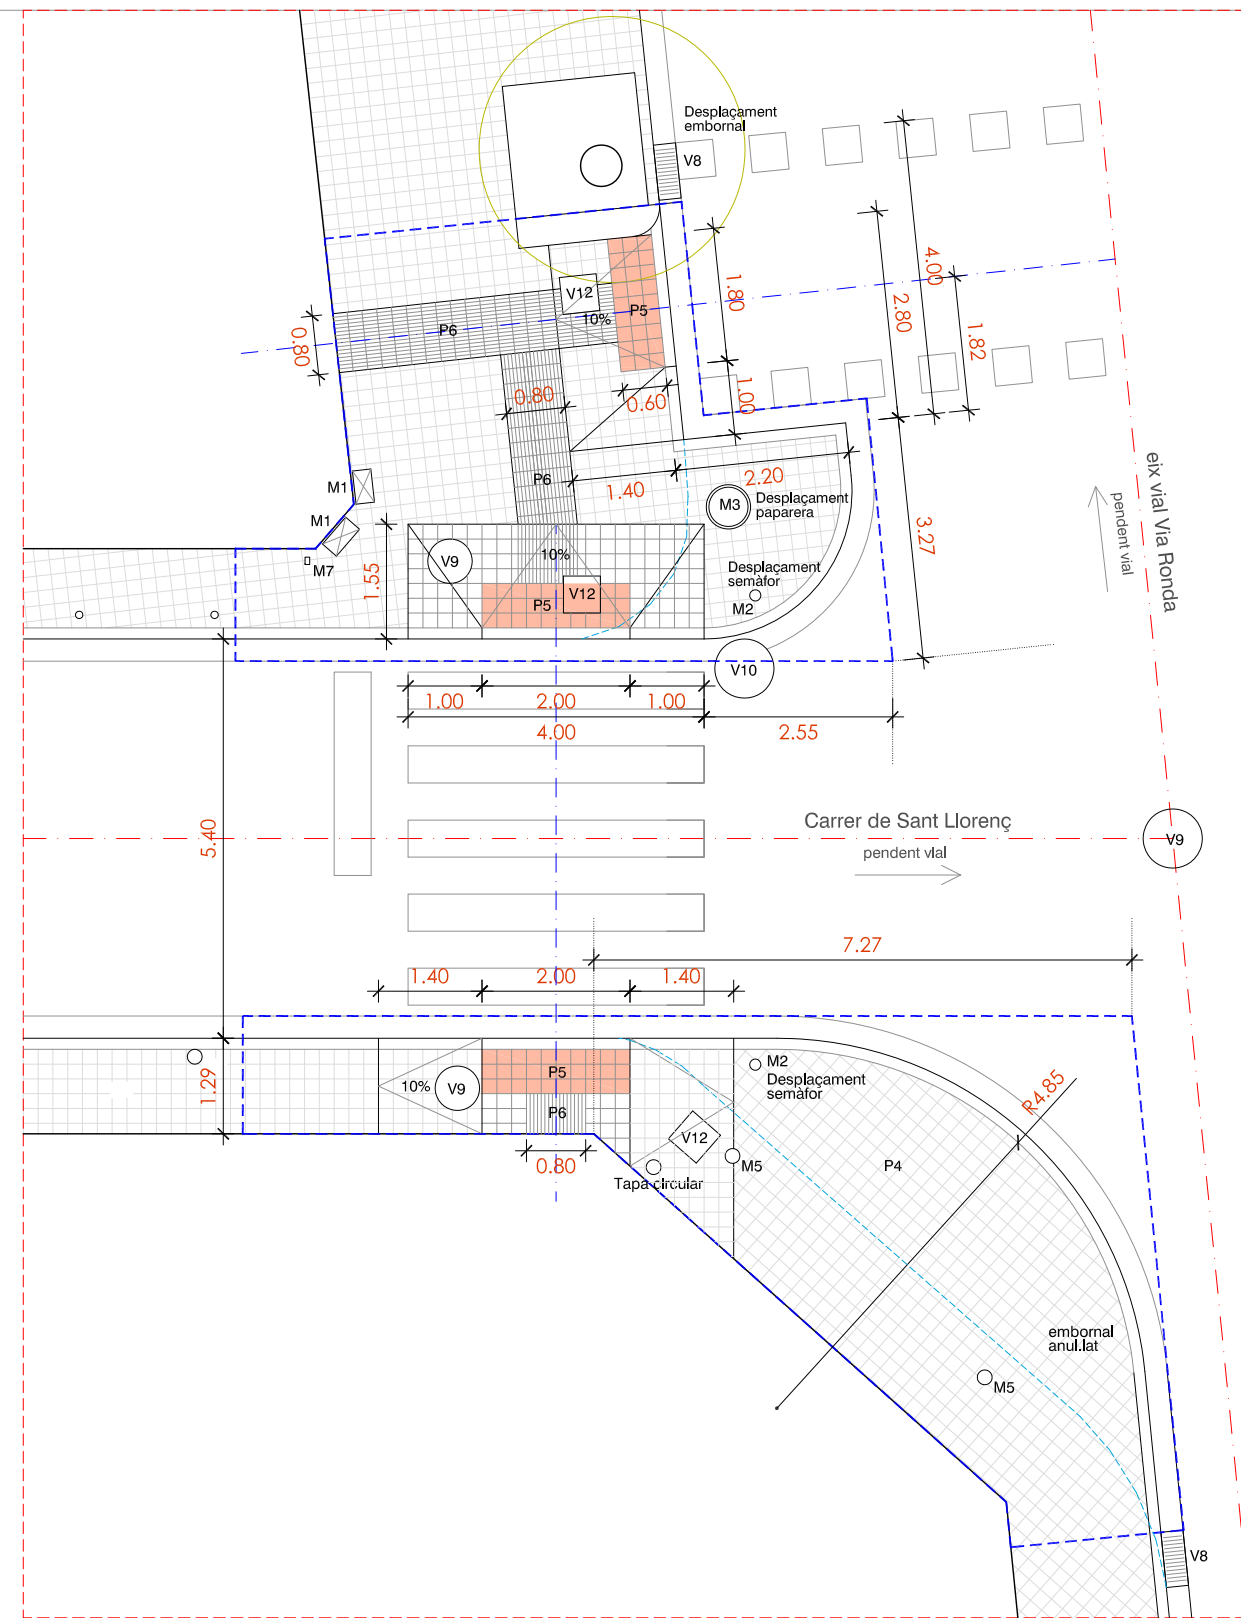 Desplaçament
embornal
V8
4.00
1.80
2.80
V12
10%
P5
P6
0.80
1.82
0.80
0.60
1.00
eix vial Via Ronda
pendent vial
P6
1.40
2.20
M1
M3
Desplaçament
paperera
M1
M7
V9
10%
1.55
P5
V12
Desplaçament
semàfor
M2
3.27
V10
1.00
2.00
1.00
4.00
2.55
5.40
Carrer de Sant Llorenç
pendent vial
V9
7.27
1.40
2.00
1.40
1.29
10%
V9
P5
P6
M2
Desplaçament
semàfor
R4.85
V12
M5
P4
0.80
Tapa circular
embornal
anul.lat
M5
V8